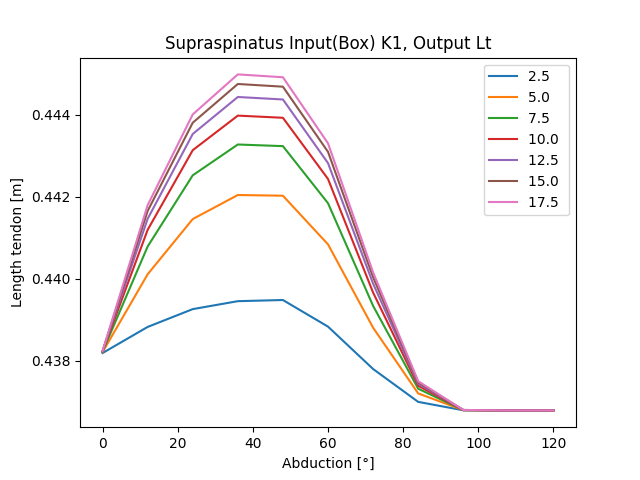 Supraspinatus Input(Box) K1, Output Lt
2.5
5.0
7.5
10.0
12.5
15.0
17.5
0.444
0.442
0.440
0.438
Length tendon [m]
0 20 40 60 80 100 120
Abduction [°]